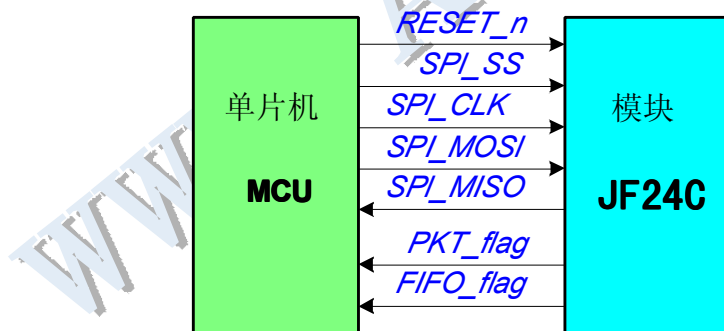 RESET_n
SPI_SS
单片机
SPI_CLK
模块
SPI_MOSI
MCU
SPI_MISO
JF24C
PKT_flag
FIFO_flag